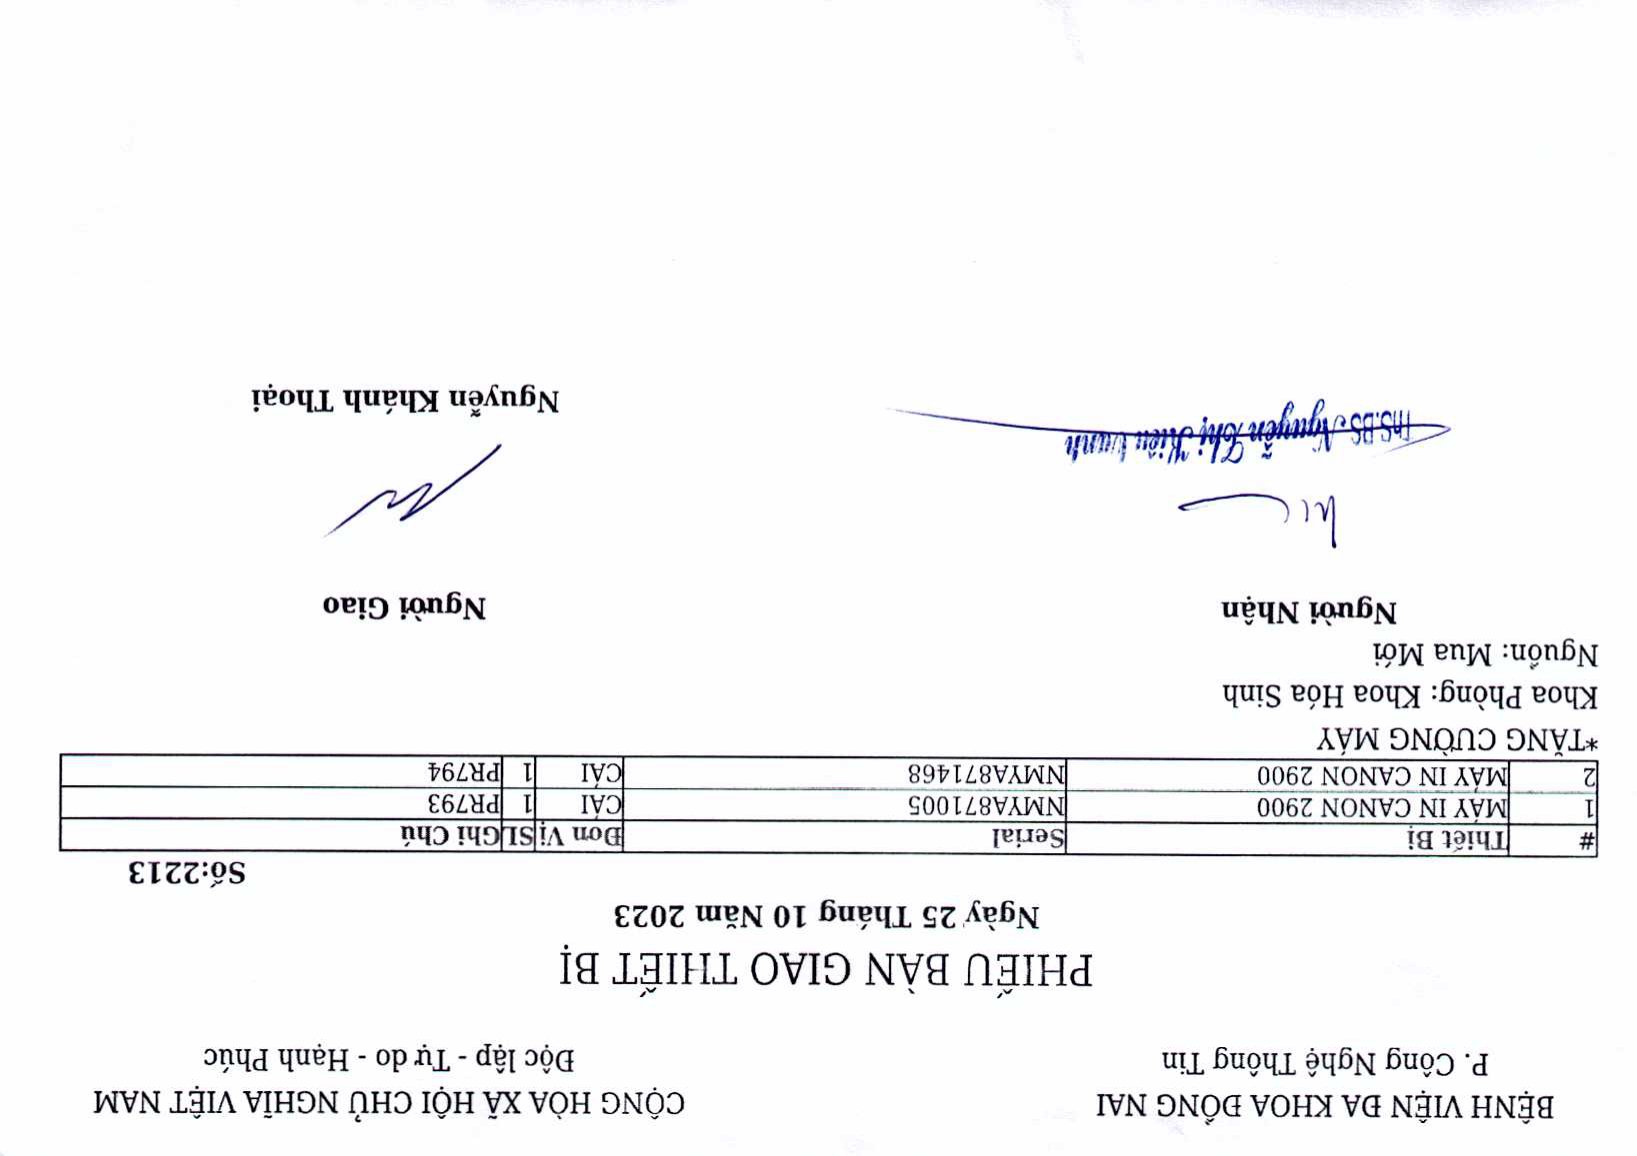 BỆNH VIỆN ĐA KHOA ĐỒNG NAI
P. Công Nghệ Thông Tin
CỘNG HÒA XÃ HỘI CHỦ NGHĨA VIỆT NAM
Độc lập - Tự do - Hạnh Phúc
PHIẾU BÀN GIAO THIẾT BỊ
Ngày 25 Tháng 10 Năm 2023
Số:2213
# Thiết Bị Serial Đơn Vị SL Ghi Chú
1 MÁY IN CANON 2900 NMYA871005 CÁI 1 PR793
2 MÁY IN CANON 2900 NMYA871468 CÁI 1 PR794
*TĂNG CƯỜNG MÁY
Khoa Phòng: Khoa Hóa Sinh
Nguồn: Mua Mới
Người Nhận
Người Giao
ThS.BS Nguyễn Thị Kiều Oanh
Nguyễn Khánh Thoại